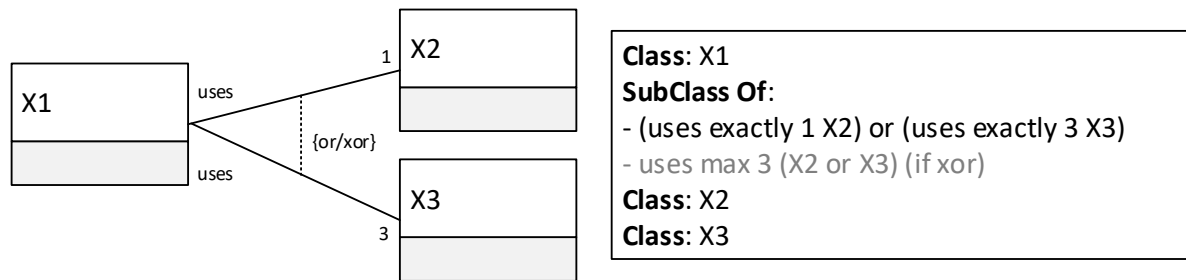 X1
uses
uses
1
X2
{or/xor}
X3
3
Class: X1
SubClass Of:
- (uses exactly 1 X2) or (uses exactly 3 X3)
- uses max 3 (X2 or X3) (if xor)
Class: X2
Class: X3